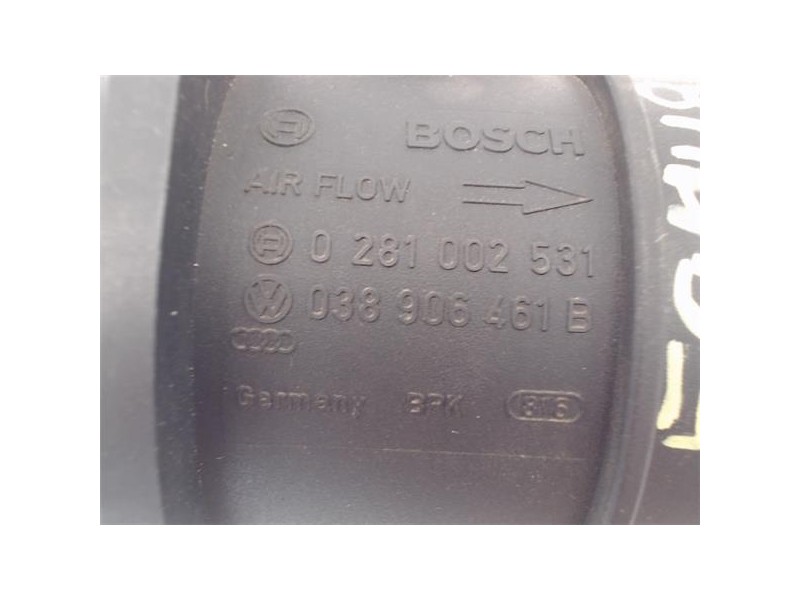 BOSCH
AIR FLOW
0 281 002 531
038 906 461 B
Germany BPK 816